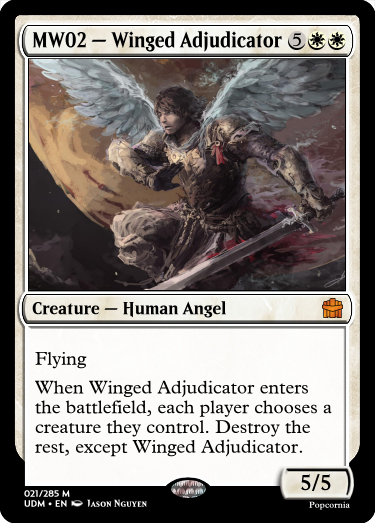 MW02 — Winged Adjudicator 5
Creature — Human Angel
Flying
When Winged Adjudicator enters
the battlefield, each player chooses a
creature they control. Destroy the
rest, except Winged Adjudicator.
5/5
021/285 M
UDM • EN Jason Nguyen
Popcornia